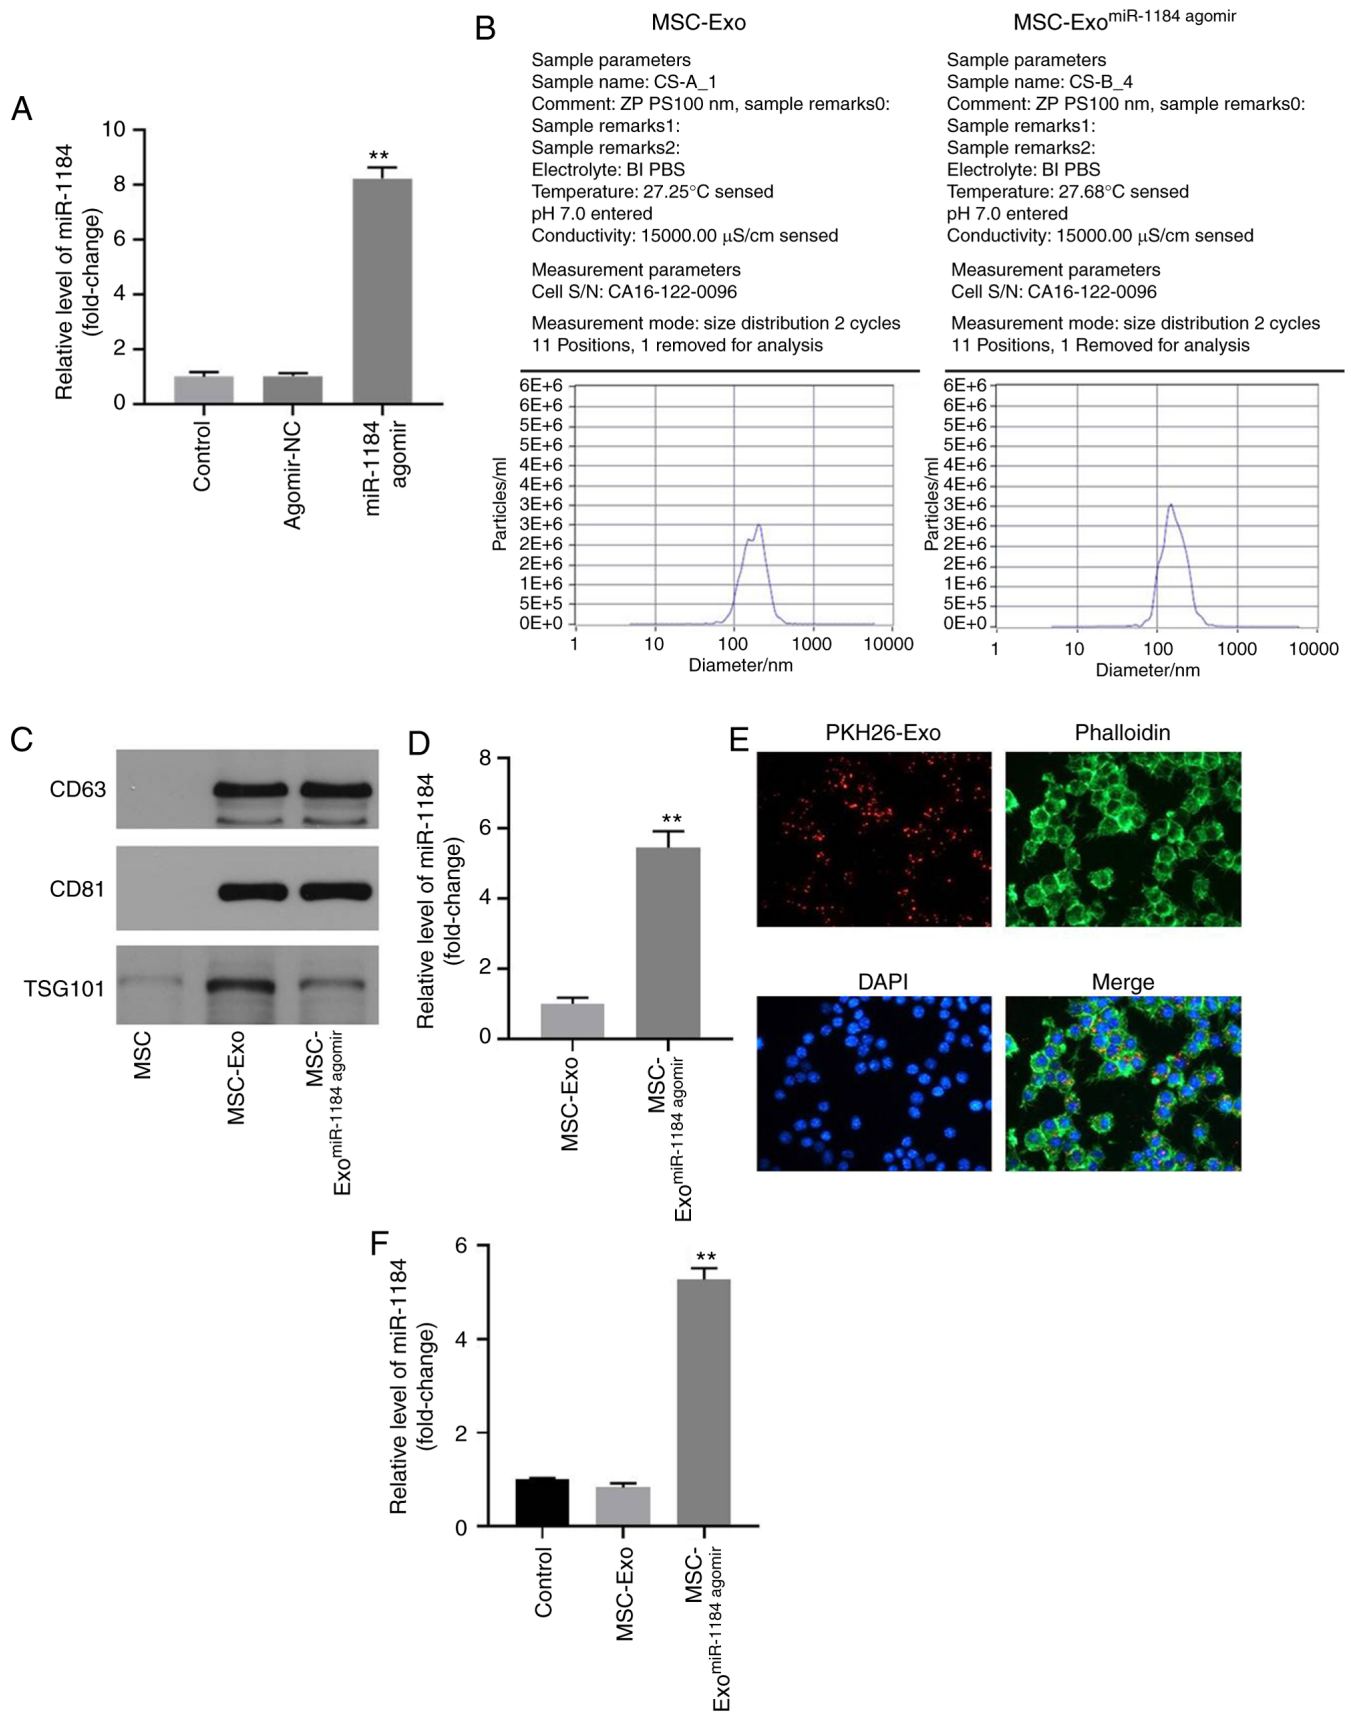 A
Relative level of miR-1184
(fold-change)
10
8
6
4
2
0
**
Control
Agomir-NC
miR-1184
agomir
B
MSC-Exo
Sample parameters
Sample name: CS-A_1
Comment: ZP PS100 nm, sample remarks0:
Sample remarks1:
Sample remarks2:
Electrolyte: BI PBS
Temperature: 27.25°C sensed
pH 7.0 entered
Conductivity: 15000.00 µS/cm sensed
Measurement parameters
Cell S/N: CA16-122-0096
Measurement mode: size distribution 2 cycles
11 Positions, 1 removed for analysis
Particles/ml
6E+6
6E+6
5E+6
5E+6
4E+6
4E+6
3E+6
3E+6
2E+6
2E+6
1E+6
5E+5
0E+0
1 10 100 1000 10000
Diameter/nm
MSC-Exo miR-1184 agomir
Sample parameters
Sample name: CS-B_4
Comment: ZP PS100 nm, sample remarks0:
Sample remarks1:
Sample remarks2:
Electrolyte: BI PBS
Temperature: 27.68°C sensed
pH 7.0 entered
Conductivity: 15000.00 µS/cm sensed
Measurement parameters
Cell S/N: CA16-122-0096
Measurement mode: size distribution 2 cycles
11 Positions, 1 Removed for analysis
Particles/ml
6E+6
6E+6
5E+6
5E+6
4E+6
4E+6
3E+6
3E+6
2E+6
2E+6
1E+6
5E+5
0E+0
1 10 100 1000 10000
Diameter/nm
C
CD63
CD81
TSG101
MSC
MSC-Exo
MSC-
Exo miR-1184 agomir
D
Relative level of miR-1184
(fold-change)
8
6
4
2
0
**
MSC-Exo
MSC-
Exo miR-1184 agomir
E
PKH26-Exo
Phalloidin
DAPI
Merge
F
Relative level of miR-1184
(fold-change)
6
4
2
0
**
Control
MSC-Exo
MSC-
Exo miR-1184 agomir